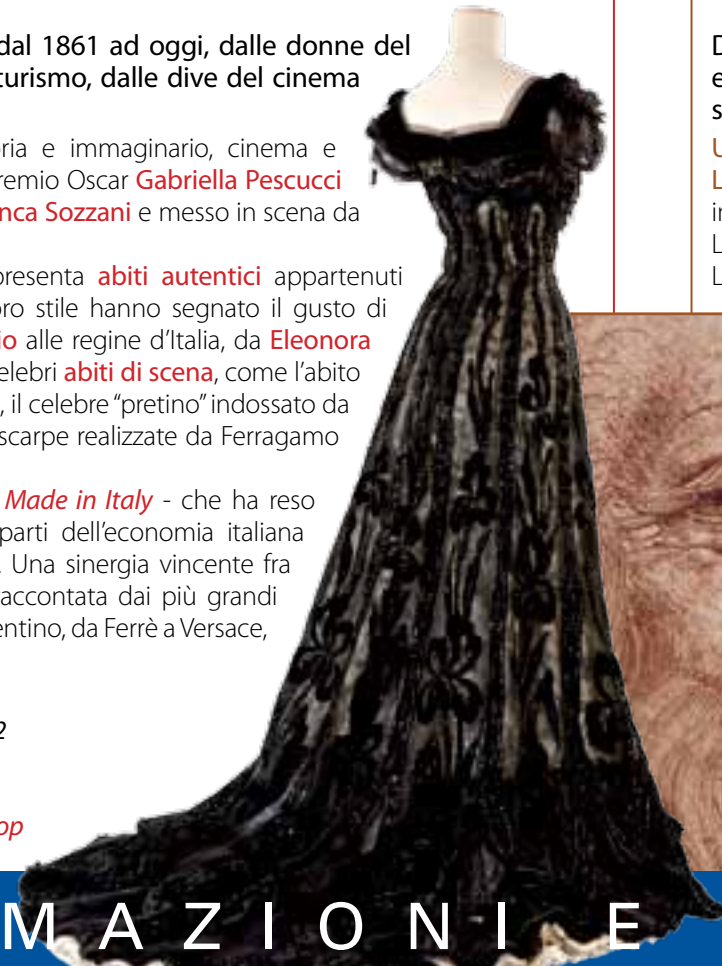 dal 1861 ad oggi, dalle donne del
turismo, dalle dive del cinema
ria e immaginario, cinema e
remio Oscar Gabriella Pescucci
nca Sozzani e messo in scena da
presenta abiti autentici appartenuti
oro stile hanno segnato il gusto di
io alle regine d'Italia, da Eleonora
elebri abiti di scena, come l'abito
, il celebre "pretino" indossato da
scarpe realizzate da Ferragamo
Made in Italy - che ha reso
parti dell'economia italiana
. Una sinergia vincente fra
accontata dai più grandi
entino, da Ferrè a Versace,
2
op
D
e
s
U
L
in
L
L
M A Z I O N I E